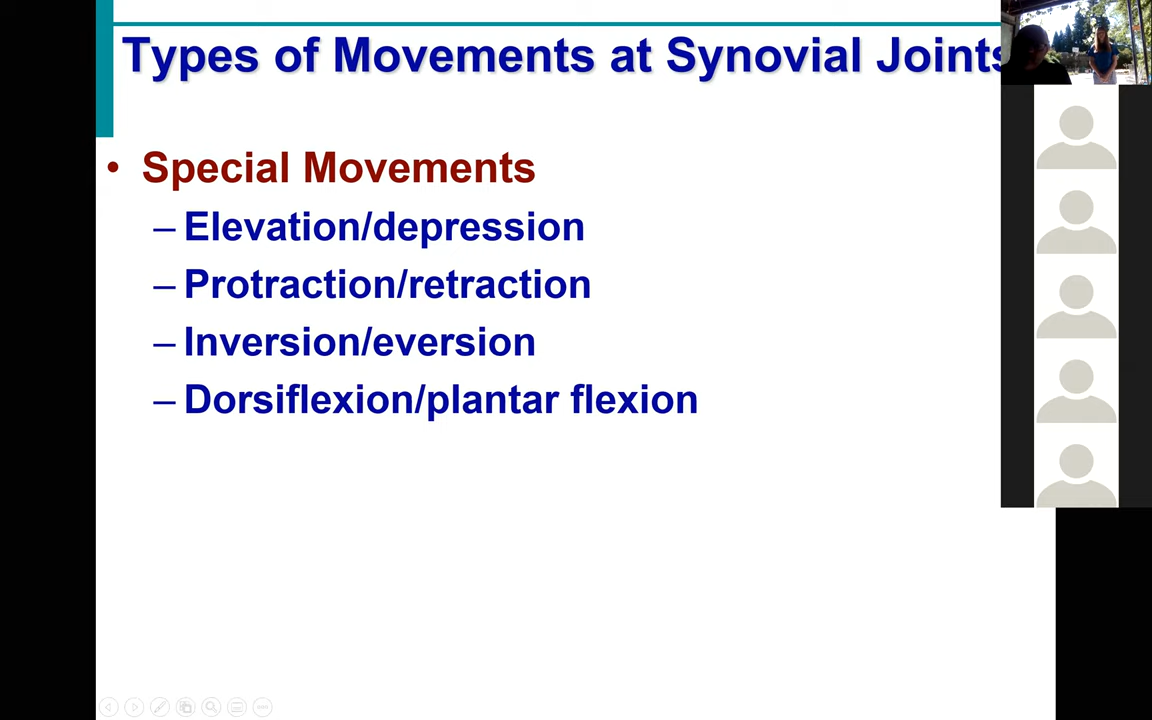 Types of Movements at Synovial Joints
• Special Movements
– Elevation/depression
– Protraction/retraction
– Inversion/eversion
– Dorsiflexion/plantar flexion